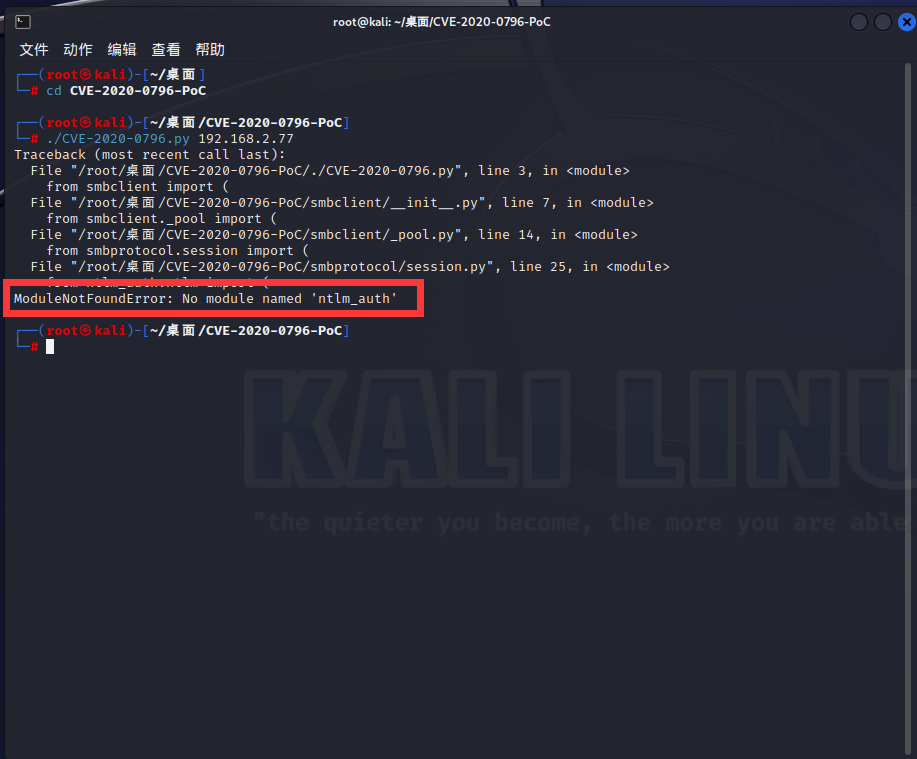 root@kali: ~/桌面/CVE-2020-0796-PoC
文件 动作 编辑 查看 帮助
┌──(root㉿kali)-[~/桌面]
└─# cd CVE-2020-0796-PoC
┌──(root㉿kali)-[~/桌面/CVE-2020-0796-PoC]
└─# ./CVE-2020-0796.py 192.168.2.77
Traceback (most recent call last):
  File "/root/桌面/CVE-2020-0796-PoC/./CVE-2020-0796.py", line 3, in <module>
    from smbclient import (
  File "/root/桌面/CVE-2020-0796-PoC/smbclient/__init__.py", line 7, in <module>
    from smbclient._pool import (
  File "/root/桌面/CVE-2020-0796-PoC/smbclient/_pool.py", line 14, in <module>
    from smbprotocol.session import (
  File "/root/桌面/CVE-2020-0796-PoC/smbprotocol/session.py", line 25, in <module>
    from ntlm_auth.ntlm import (
ModuleNotFoundError: No module named 'ntlm_auth'
┌──(root㉿kali)-[~/桌面/CVE-2020-0796-PoC]
└─#
KALI LINU
"the quieter you become, the more you are able